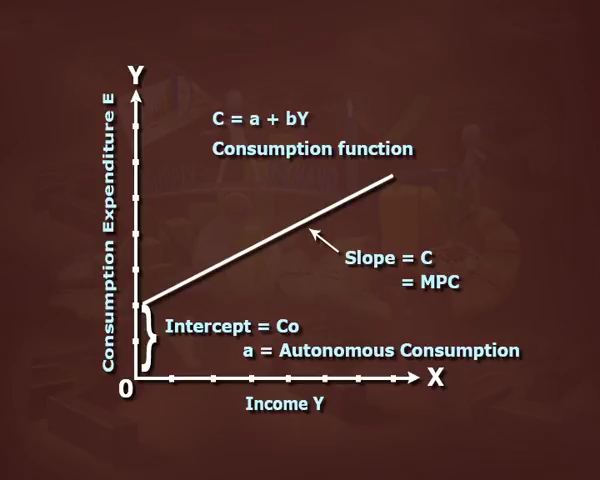 Y
Consumption Expenditure E
C = a + bY
Consumption function
Slope = C
= MPC
Intercept = Co
a = Autonomous Consumption
0
X
Income Y